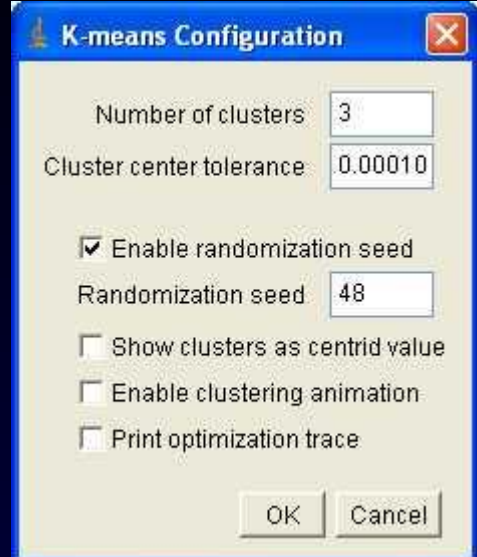 K-means Configuration
Number of clusters 3
Cluster center tolerance 0.00010
Enable randomization seed
Randomization seed 48
Show clusters as centrid value
Enable clustering animation
Print optimization trace
OK Cancel